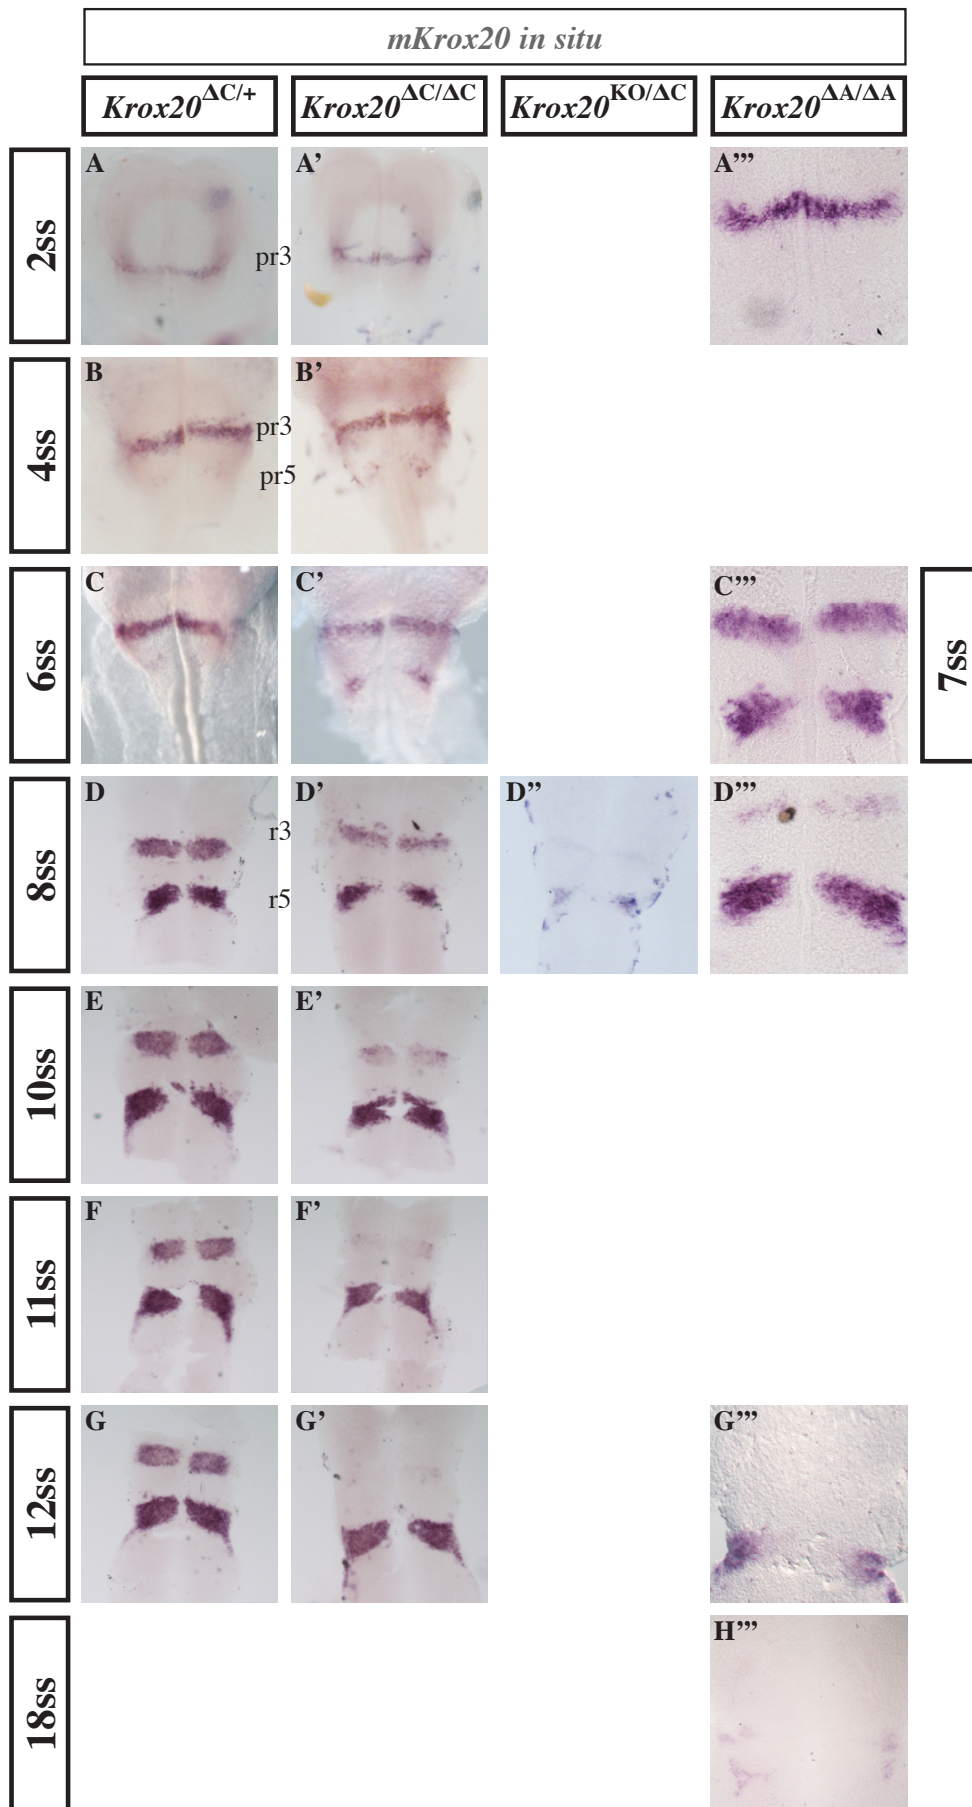 mKrox20 in situ
Krox20ΔC/+ Krox20ΔC/ΔC Krox20KO/ΔC Krox20ΔA/ΔA
2ss A A’ A’’’
pr3
4ss B B’
pr3
pr5
6ss C C’ C’’’ 7ss
8ss D D’ D’’ D’’’
r3
r5
10ss E E’
11ss F F’
12ss G G’ G’’’
18ss H’’’